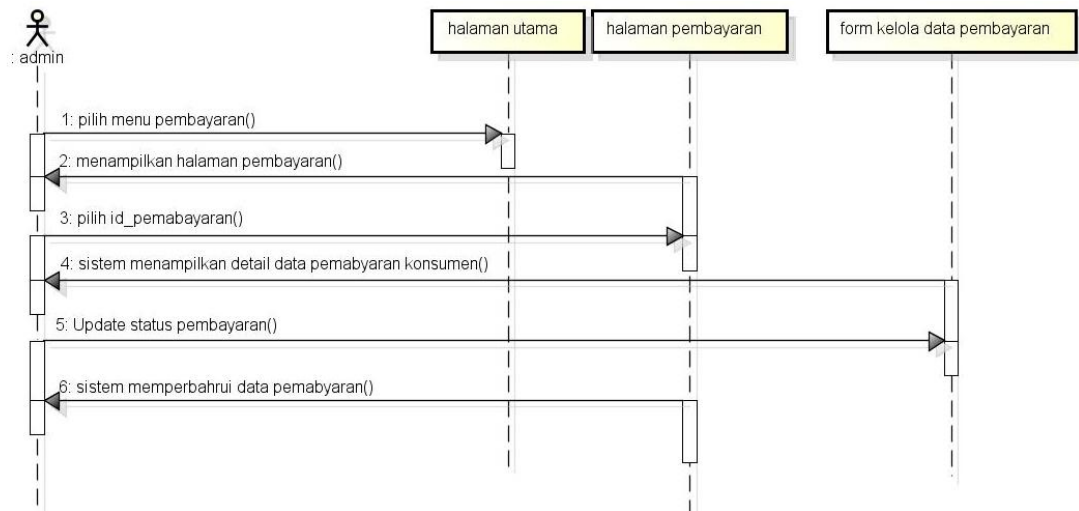 halaman utama
halaman pembayaran
form kelola data pembayaran
: admin
1: pilih menu pembayaran()
2: menampilkan halaman pembayaran()
3: pilih id_pemabayaran()
4: sistem menampilkan detail data pemabyaran konsumen()
5: Update status pembayaran()
6: sistem memperbahrui data pemabyaran()